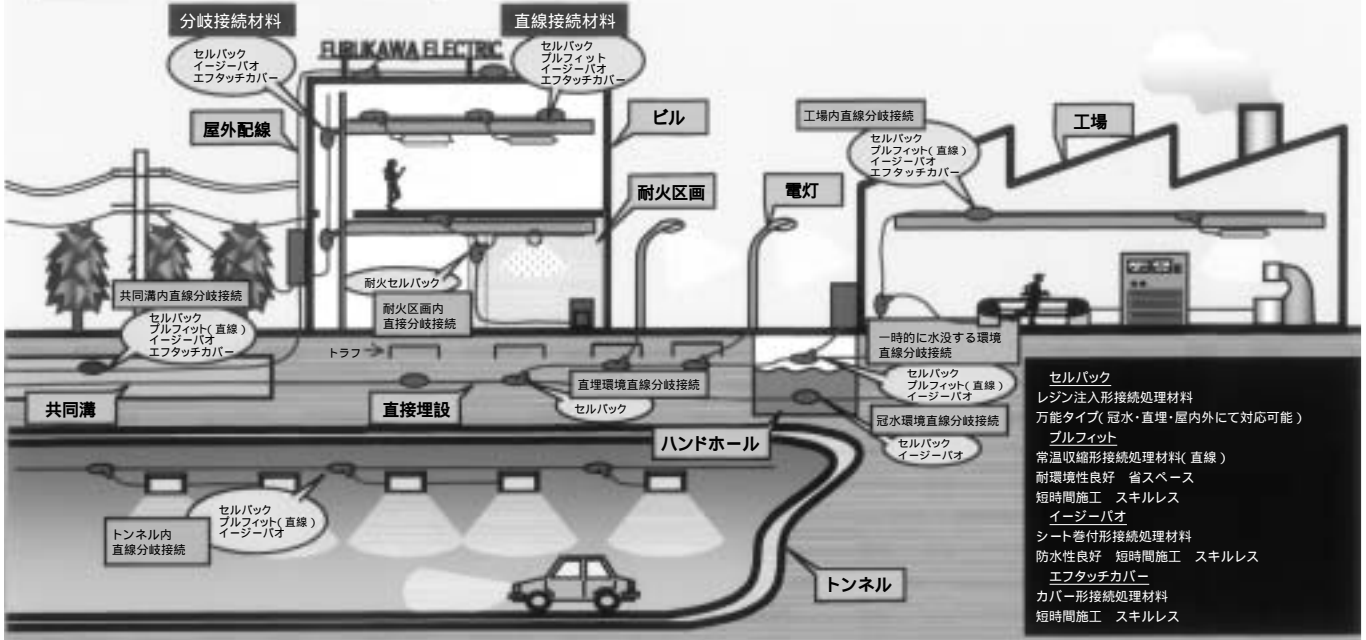 分岐接続材料
セルパック
イージーパオ
エフタッチカバー
FURUKAWA ELECTRIC
直線接続材料
セルパック
プルフィット
イージーパオ
エフタッチカバー
屋外配線
ビル
耐火区画
電灯
工場内直線分岐接続
セルパック
プルフィット(直線)
イージーパオ
エフタッチカバー
工場
共同溝内直線分岐接続
セルパック
プルフィット(直線)
イージーパオ
エフタッチカバー
耐火セルパック
耐火区画内
直接分岐接続
トラフ→
一時的に水没する環境
直線分岐接続
セルパック
プルフィット(直線)
イージーパオ
共同溝
直接埋設
直埋環境直線分岐接続
セルパック
冠水環境直線分岐接続
セルパック
イージーパオ
ハンドホール
トンネル内
直線分岐接続
セルパック
プルフィット(直線)
イージーパオ
トンネル
セルパック
レジン注入形接続処理材料
万能タイプ(冠水・直埋・屋内外にて対応可能)
プルフィット
常温収縮形接続処理材料(直線)
耐環境性良好 省スペース
短時間施工 スキルレス
イージーパオ
シート巻付形接続処理材料
防水性良好 短時間施工 スキルレス
エフタッチカバー
カバー形接続処理材料
短時間施工 スキルレス